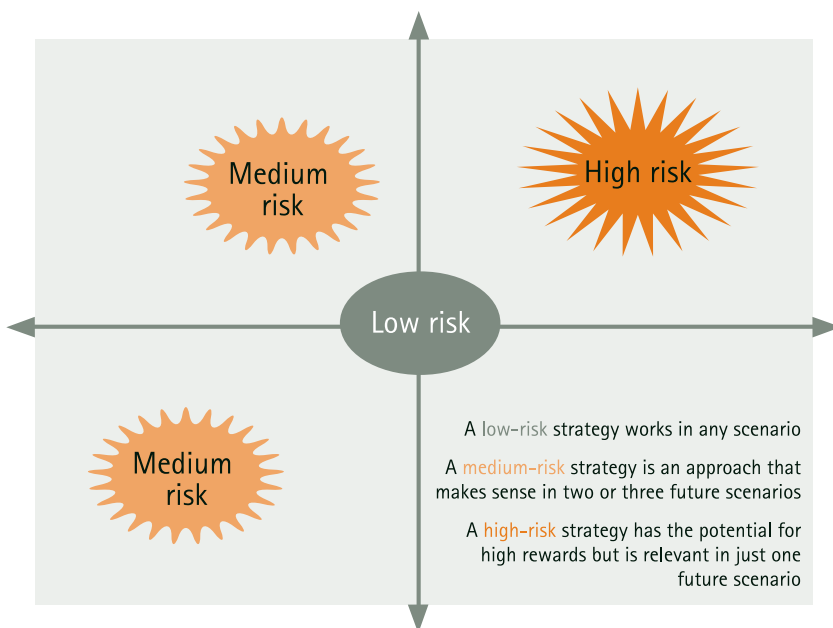 Medium
risk
High risk
Low risk
Medium
risk
A low-risk strategy works in any scenario
A medium-risk strategy is an approach that
makes sense in two or three future scenarios
A high-risk strategy has the potential for
high rewards but is relevant in just one
future scenario